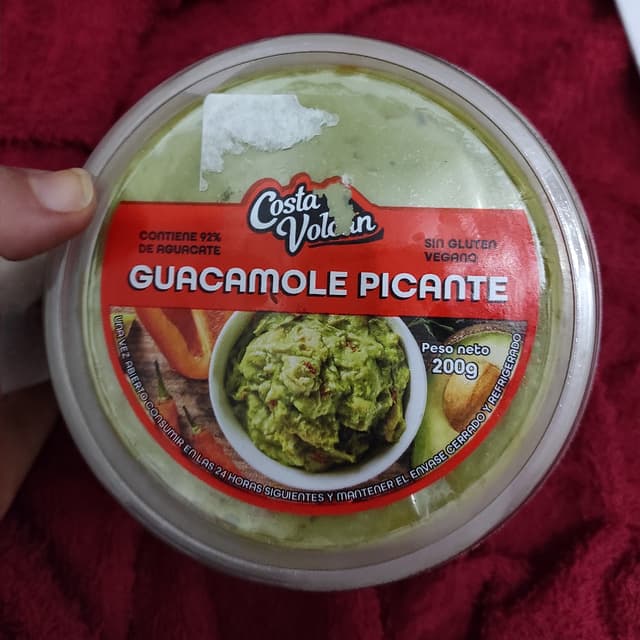 Costa
Volcán
CONTIENE 92%
DE AGUACATE
SIN GLUTEN
VEGANO
GUACAMOLE PICANTE
Peso neto
200g
UNA VEZ ABIERTO CONSUMIR EN LAS 24 HORAS SIGUIENTES Y MANTENER EL ENVASE CERRADO Y REFRIGERADO